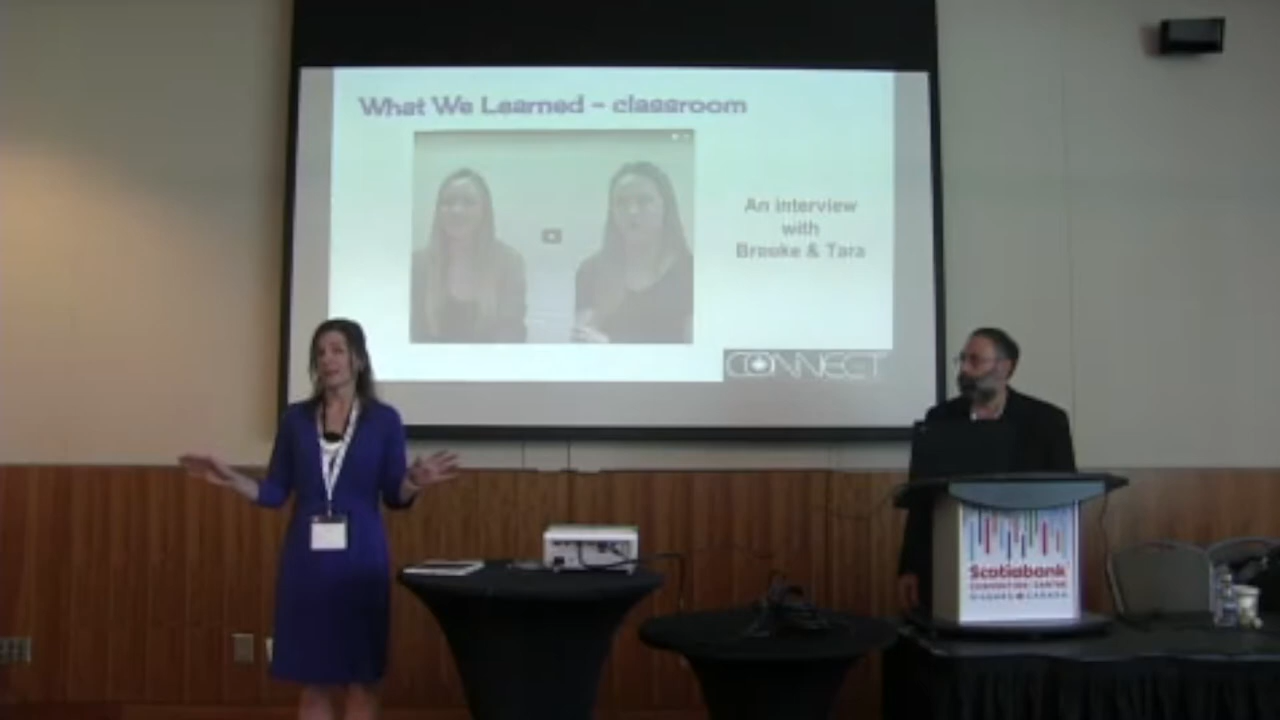 What We Learned - classroom
An interview
with
Brooke & Tara
CONNECT
Scotiabank
CONVENTION CENTRE
NIAGARA CANADA